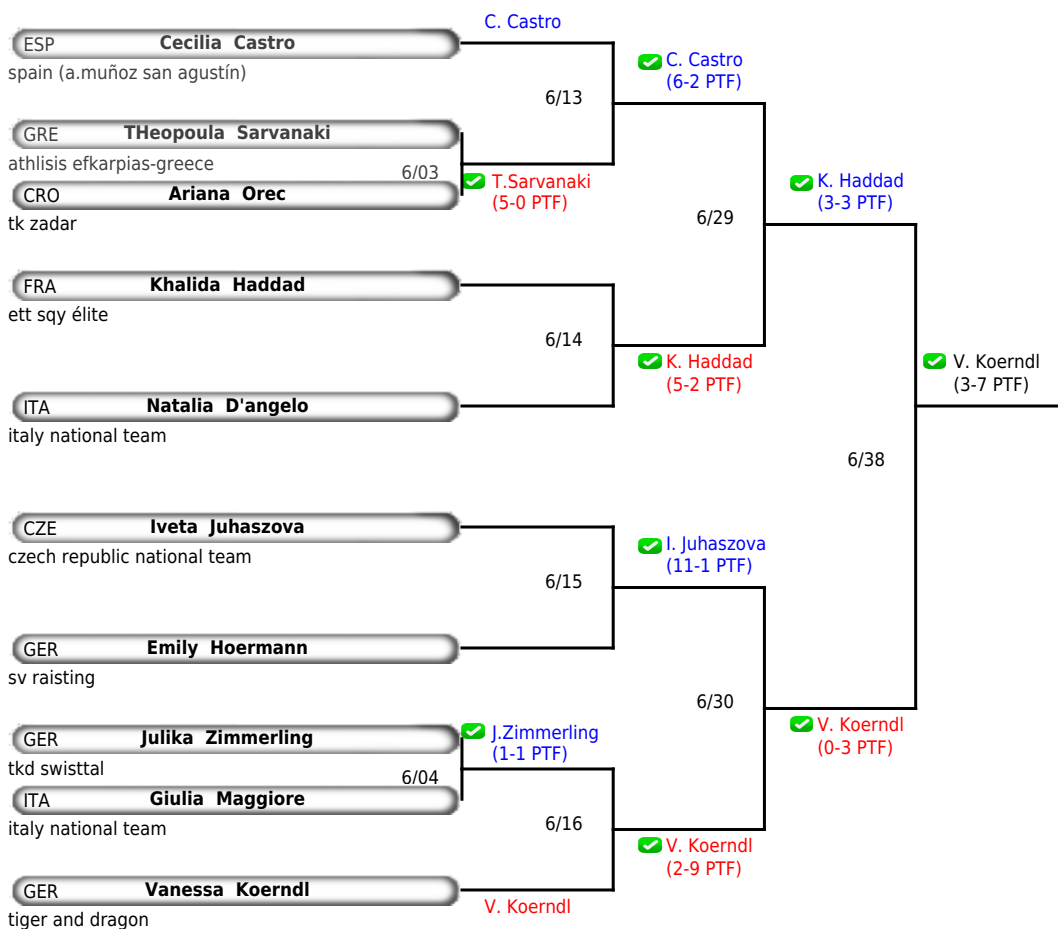 C. Castro
ESP Cecilia Castro
spain (a.muñoz san agustín)
C. Castro
(6-2 PTF)
6/13
GRE THeopoula Sarvanaki
athlisis efkarpias-greece
6/03
T.Sarvanaki
(5-0 PTF)
CRO Ariana Orec
tk zadar
K. Haddad
(3-3 PTF)
6/29
FRA Khalida Haddad
ett sqy élite
6/14
K. Haddad
(5-2 PTF)
ITA Natalia D'angelo
italy national team
V. Koerndl
(3-7 PTF)
6/38
CZE Iveta Juhaszova
czech republic national team
I. Juhaszova
(11-1 PTF)
6/15
GER Emily Hoermann
sv raisting
6/30
V. Koerndl
(0-3 PTF)
GER Julika Zimmerling
tkd swisttal
J.Zimmerling
(1-1 PTF)
6/04
ITA Giulia Maggiore
italy national team
6/16
V. Koerndl
(2-9 PTF)
GER Vanessa Koerndl
tiger and dragon
V. Koerndl